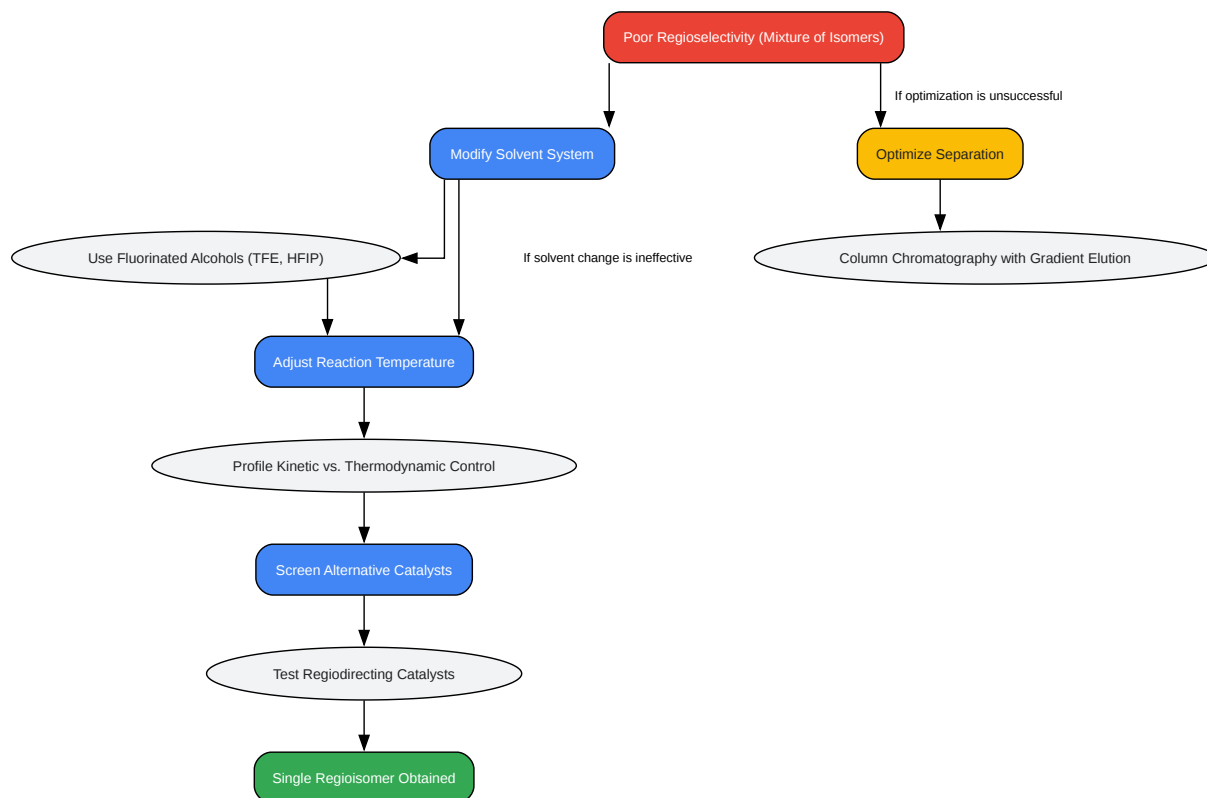 Poor Regioselectivity (Mixture of Isomers)
If optimization is unsuccessful
Modify Solvent System
Optimize Separation
Use Fluorinated Alcohols (TFE, HFIP)
If solvent change is ineffective
Column Chromatography with Gradient Elution
Adjust Reaction Temperature
Profile Kinetic vs. Thermodynamic Control
Screen Alternative Catalysts
Test Regiodirecting Catalysts
Single Regioisomer Obtained